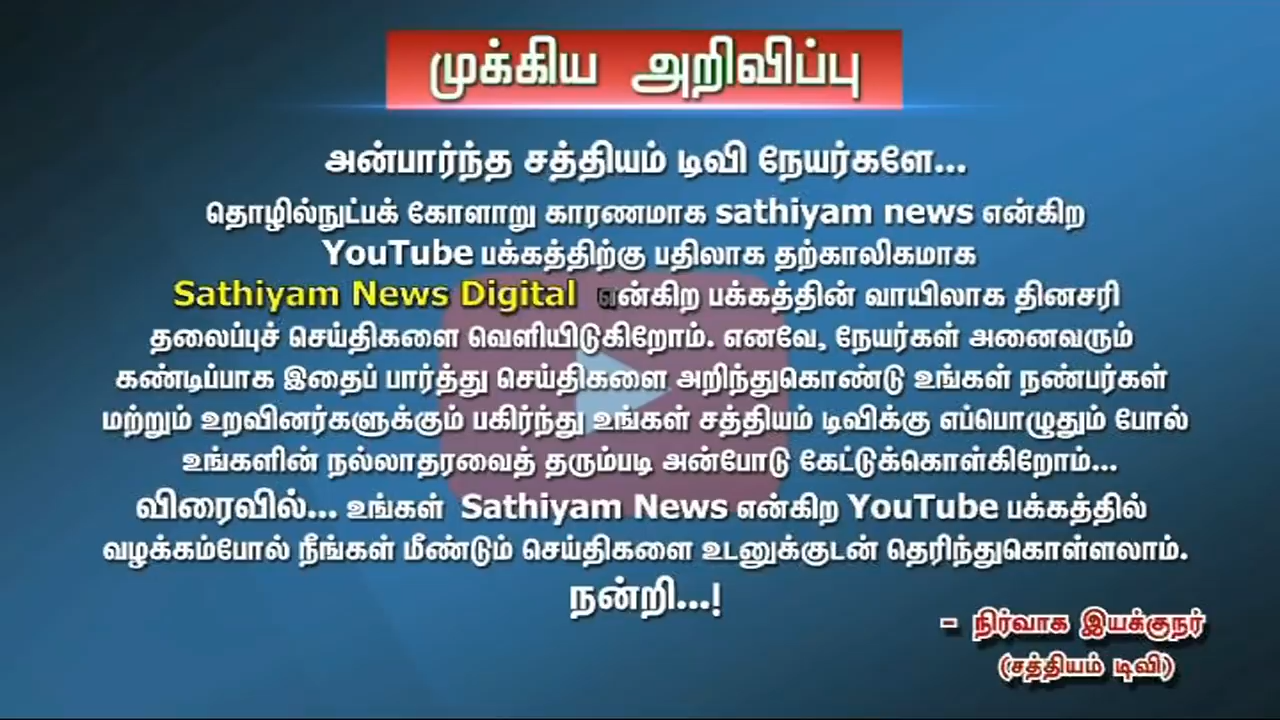 முக்கிய அறிவிப்பு
அன்பார்ந்த சத்தியம் டிவி நேயர்களே...
தொழில்நுட்பக் கோளாறு காரணமாக sathiyam news என்கிற
YouTube பக்கத்திற்கு பதிலாக தற்காலிகமாக
Sathiyam News Digital என்கிற பக்கத்தின் வாயிலாக தினசரி
தலைப்புச் செய்திகளை வெளியிடுகிறோம். எனவே, நேயர்கள் அனைவரும்
கண்டிப்பாக இதைப் பார்த்து செய்திகளை அறிந்துகொண்டு உங்கள் நண்பர்கள்
மற்றும் உறவினர்களுக்கும் பகிர்ந்து உங்கள் சத்தியம் டிவிக்கு எப்பொழுதும் போல்
உங்களின் நல்லாதரவைத் தரும்படி அன்போடு கேட்டுக்கொள்கிறோம்...
விரைவில்... உங்கள் Sathiyam News என்கிற YouTube பக்கத்தில்
வழக்கம்போல் நீங்கள் மீண்டும் செய்திகளை உடனுக்குடன் தெரிந்துகொள்ளலாம்.
நன்றி...!
- நிர்வாக இயக்குநர்
(சத்தியம் டிவி)